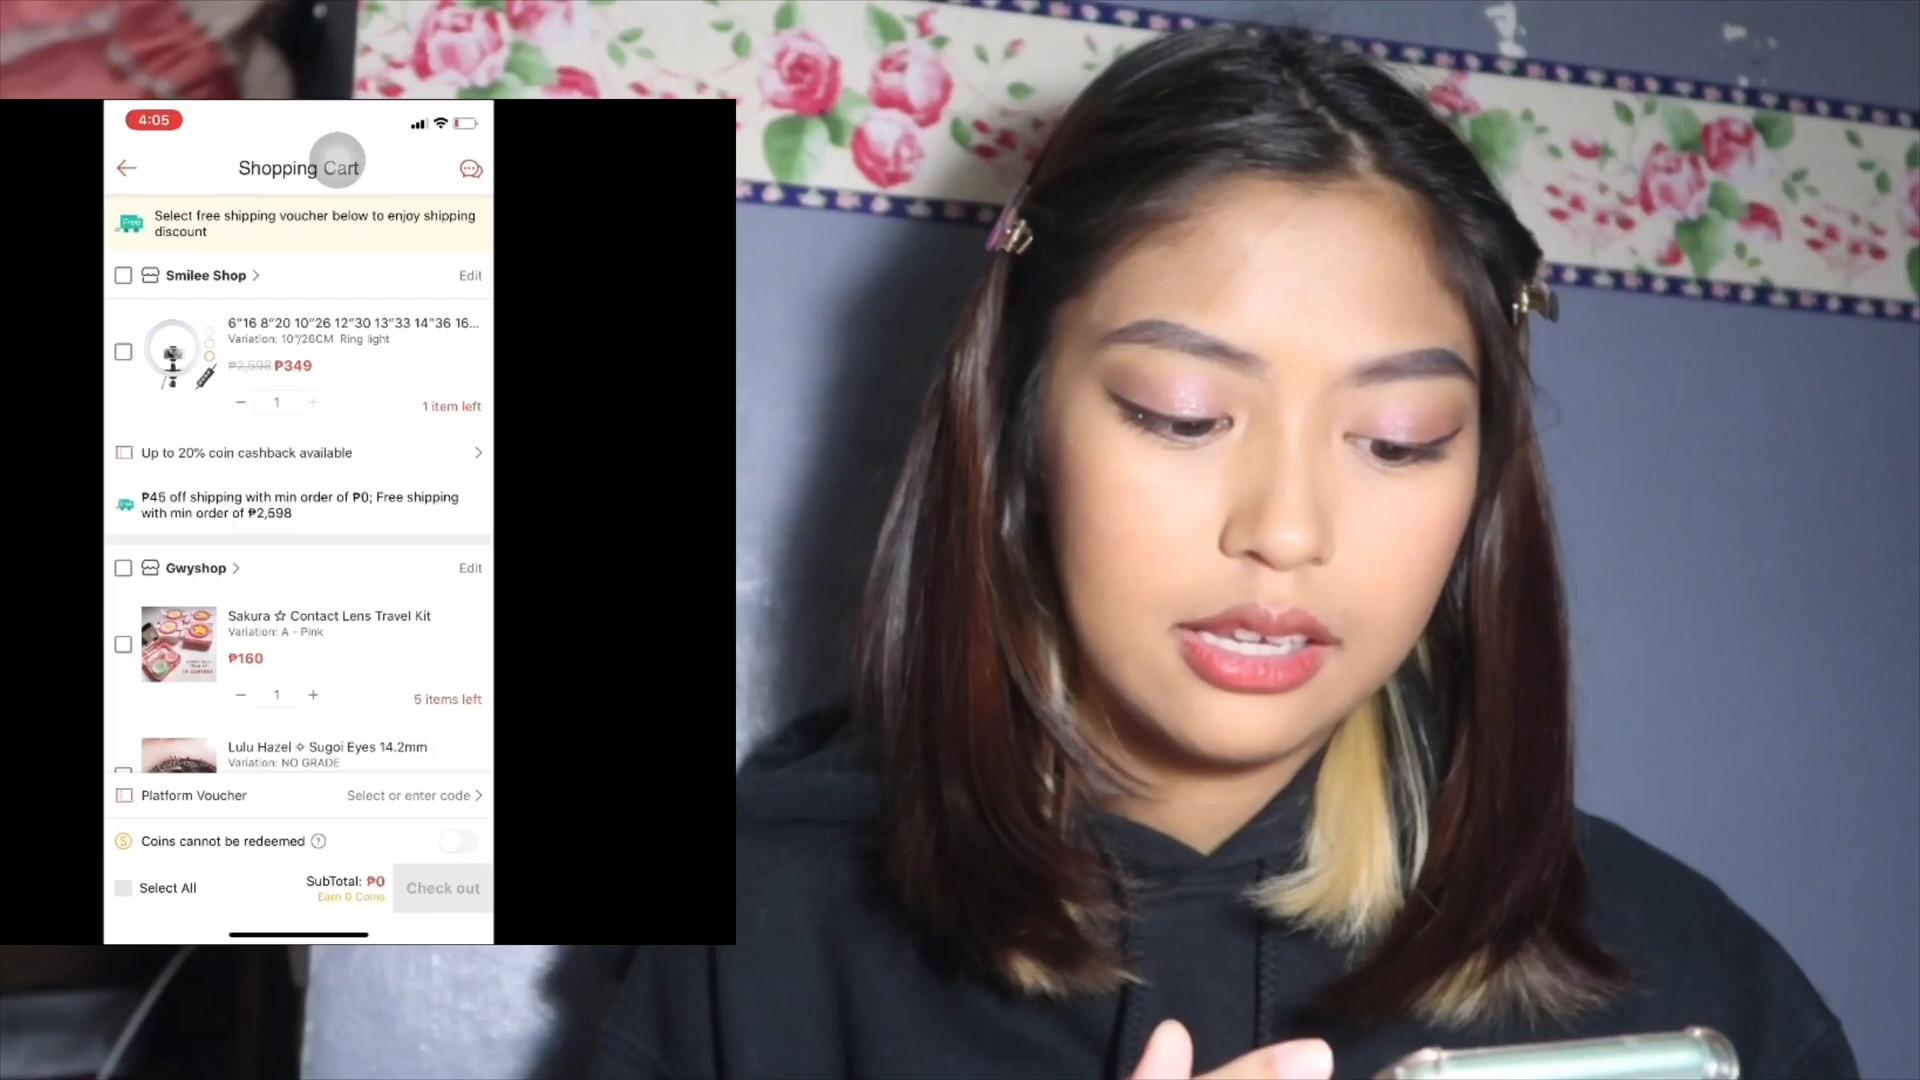 4:05
Shopping Cart
Select free shipping voucher below to enjoy shipping
discount
Smilee Shop
Edit
6"16 8"20 10"26 12"30 13"33 14"36 16...
Variation: 10"/26CM Ring light
₱2,598 ₱349
1
1 item left
Up to 20% coin cashback available
₱45 off shipping with min order of ₱0; Free shipping
with min order of ₱2,598
Gwyshop
Edit
Sakura ☆ Contact Lens Travel Kit
Variation: A - Pink
₱160
1
5 items left
Lulu Hazel ✧ Sugoi Eyes 14.2mm
Variation: NO GRADE
Platform Voucher
Select or enter code
Coins cannot be redeemed
Select All
SubTotal: ₱0
Earn 0 Coins
Check out